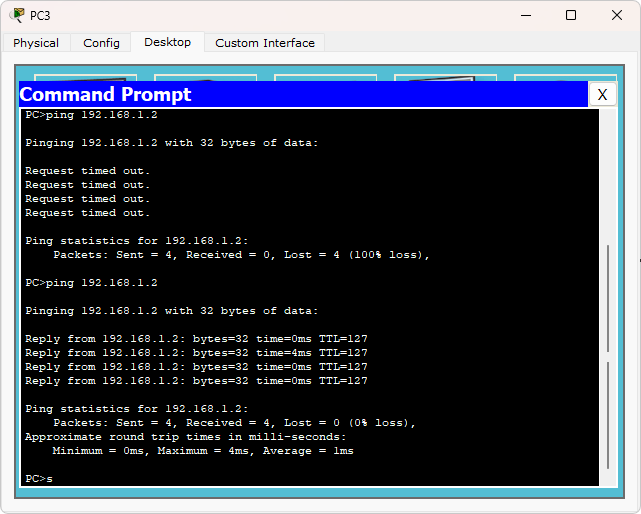 PC3
Physical Config Desktop Custom Interface
Command Prompt X
PC>ping 192.168.1.2
Pinging 192.168.1.2 with 32 bytes of data:
Request timed out.
Request timed out.
Request timed out.
Request timed out.
Ping statistics for 192.168.1.2:
    Packets: Sent = 4, Received = 0, Lost = 4 (100% loss),
PC>ping 192.168.1.2
Pinging 192.168.1.2 with 32 bytes of data:
Reply from 192.168.1.2: bytes=32 time=0ms TTL=127
Reply from 192.168.1.2: bytes=32 time=4ms TTL=127
Reply from 192.168.1.2: bytes=32 time=0ms TTL=127
Reply from 192.168.1.2: bytes=32 time=0ms TTL=127
Ping statistics for 192.168.1.2:
    Packets: Sent = 4, Received = 4, Lost = 0 (0% loss),
Approximate round trip times in milli-seconds:
    Minimum = 0ms, Maximum = 4ms, Average = 1ms
PC>s